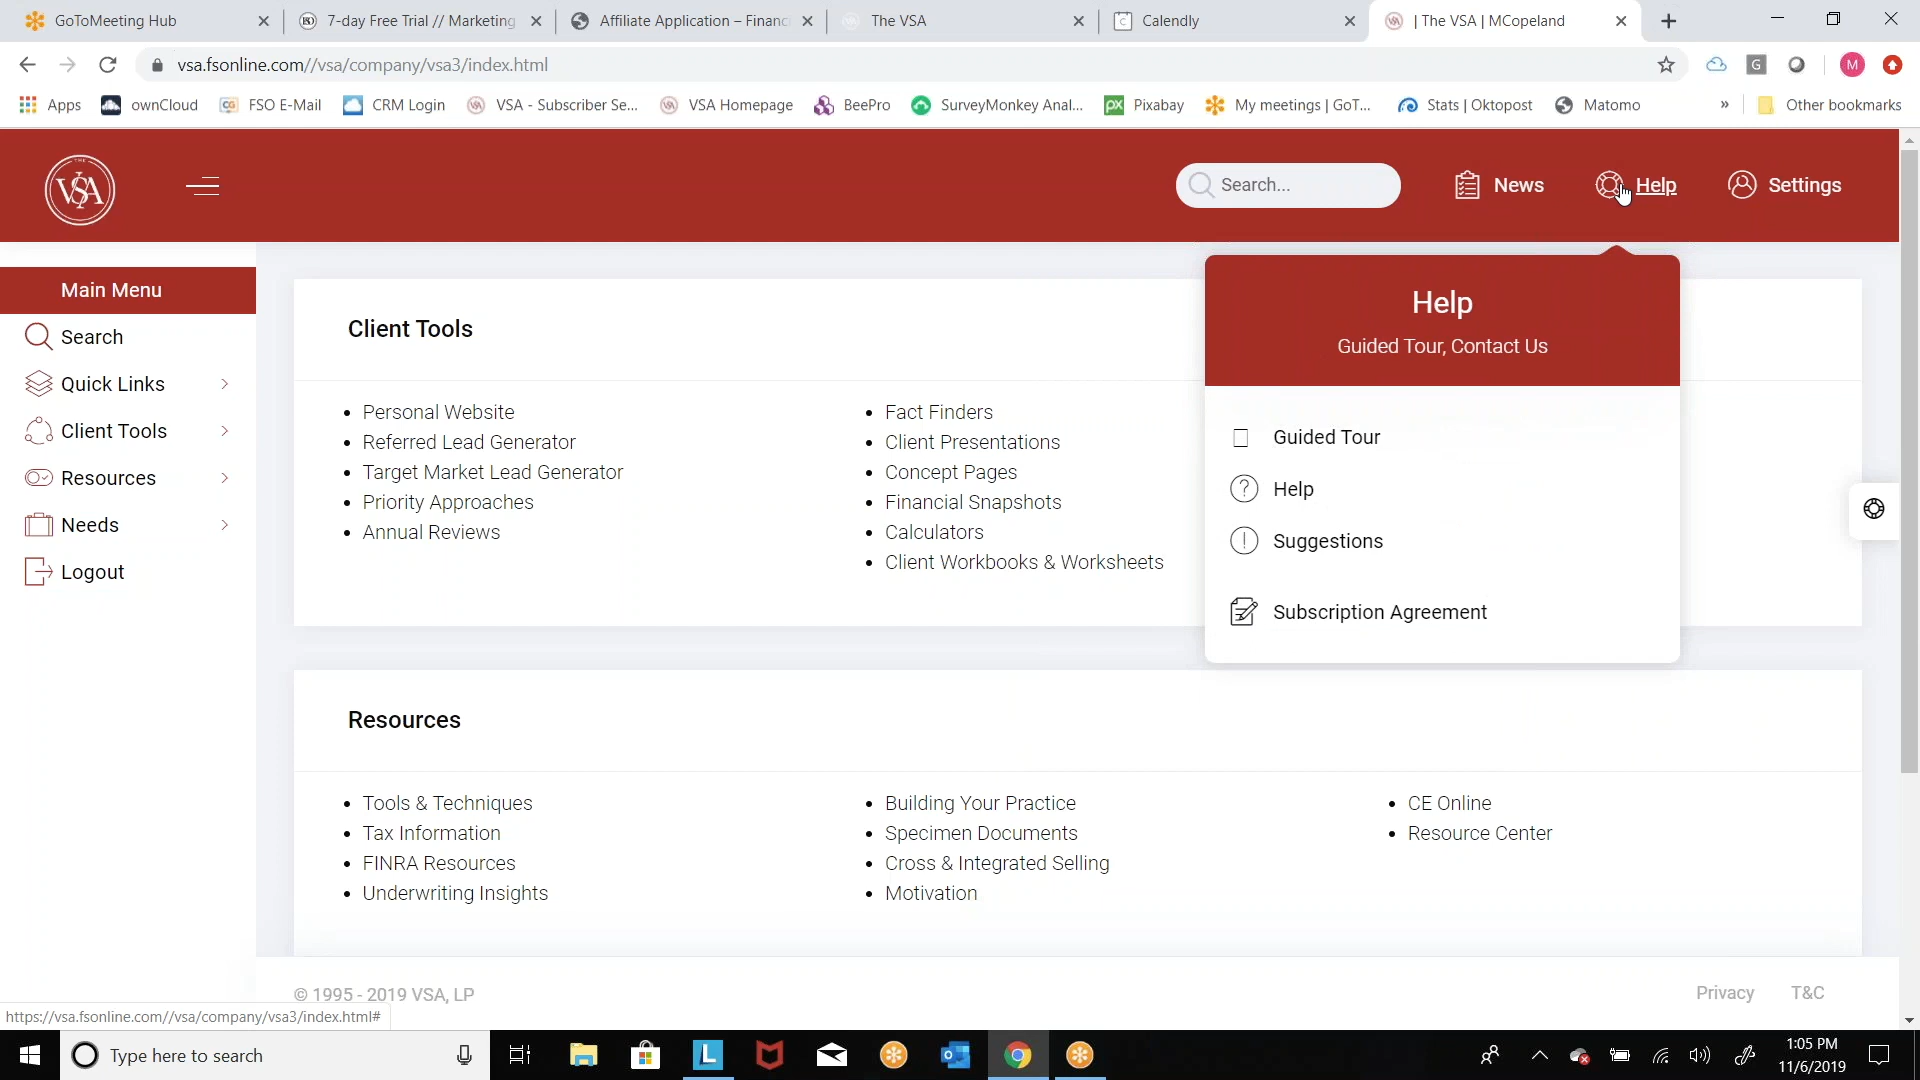 GoToMeeting Hub
7-day Free Trial // Marketing
Affiliate Application – Financ
The VSA
Calendly
| The VSA | MCopeland
vsa.fsonline.com//vsa/company/vsa3/index.html
G
M
Apps
ownCloud
CG FSO E-Mail
CRM Login
VSA - Subscriber Se...
VSA Homepage
BeePro
SurveyMonkey Anal...
px Pixabay
My meetings | GoT...
Stats | Oktopost
Matomo
»
Other bookmarks
THE
VSA
Search...
News
Help
Settings
Main Menu
Search
Quick Links
Client Tools
Resources
Needs
Logout
Client Tools
• Personal Website
• Referred Lead Generator
• Target Market Lead Generator
• Priority Approaches
• Annual Reviews
• Fact Finders
• Client Presentations
• Concept Pages
• Financial Snapshots
• Calculators
• Client Workbooks & Worksheets
Help
Guided Tour, Contact Us
Guided Tour
Help
Suggestions
Subscription Agreement
Resources
• Tools & Techniques
• Tax Information
• FINRA Resources
• Underwriting Insights
• Building Your Practice
• Specimen Documents
• Cross & Integrated Selling
• Motivation
• CE Online
• Resource Center
© 1995 - 2019 VSA, LP
Privacy
T&C
https://vsa.fsonline.com//vsa/company/vsa3/index.html#
Type here to search
L
1:05 PM
11/6/2019